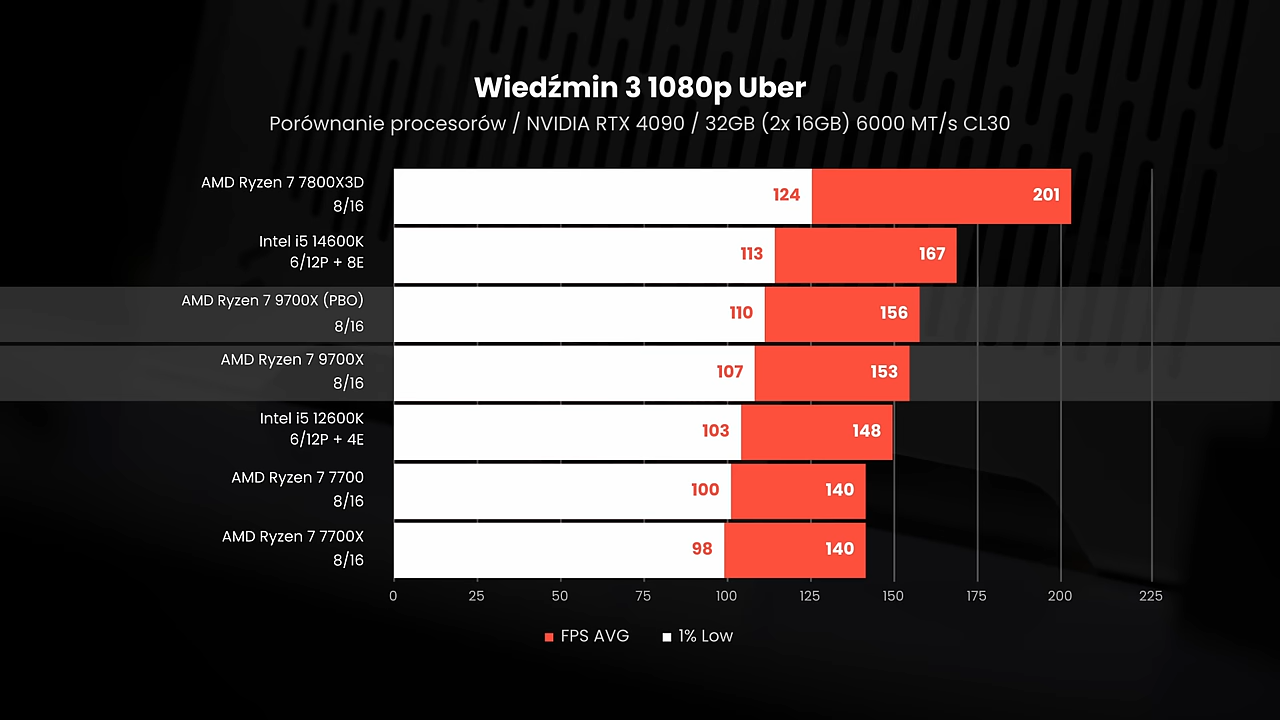 Wiedźmin 3 1080p Uber
Porównanie procesorów / NVIDIA RTX 4090 / 32GB (2x 16GB) 6000 MT/s CL30
AMD Ryzen 7 7800X3D
8/16
124
201
Intel i5 14600K
6/12P + 8E
113
167
AMD Ryzen 7 9700X (PBO)
8/16
110
156
AMD Ryzen 7 9700X
8/16
107
153
Intel i5 12600K
6/12P + 4E
103
148
AMD Ryzen 7 7700
8/16
100
140
AMD Ryzen 7 7700X
8/16
98
140
0 25 50 75 100 125 150 175 200 225
FPS AVG 1% Low